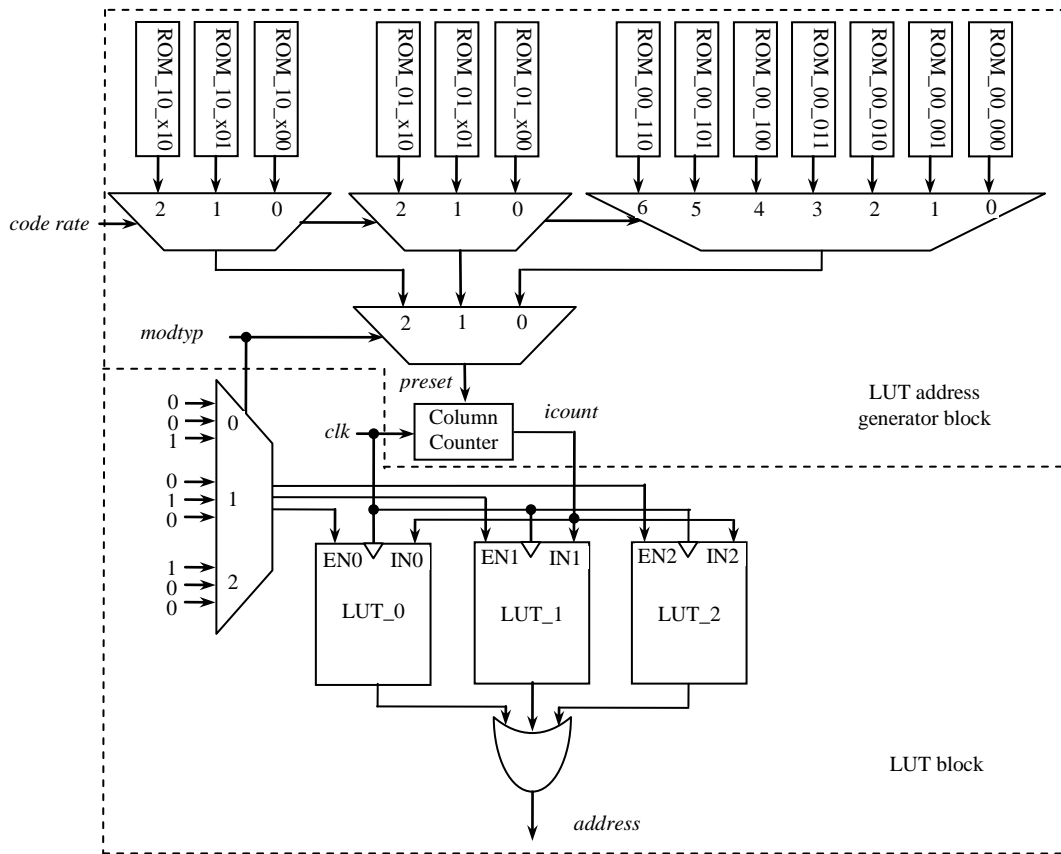 ROM_10_x10
ROM_10_x01
ROM_10_x00
ROM_01_x10
ROM_01_x01
ROM_01_x00
ROM_00_110
ROM_00_101
ROM_00_100
ROM_00_011
ROM_00_010
ROM_00_001
ROM_00_000
code rate
2 1 0
2 1 0
6 5 4 3 2 1 0
modtyp
2 1 0
preset
LUT address
generator block
clk
Column
Counter
icount
0
0
1
0
0
1
0
1
1
0
0
2
EN0 IN0
LUT_0
EN1 IN1
LUT_1
EN2 IN2
LUT_2
LUT block
address